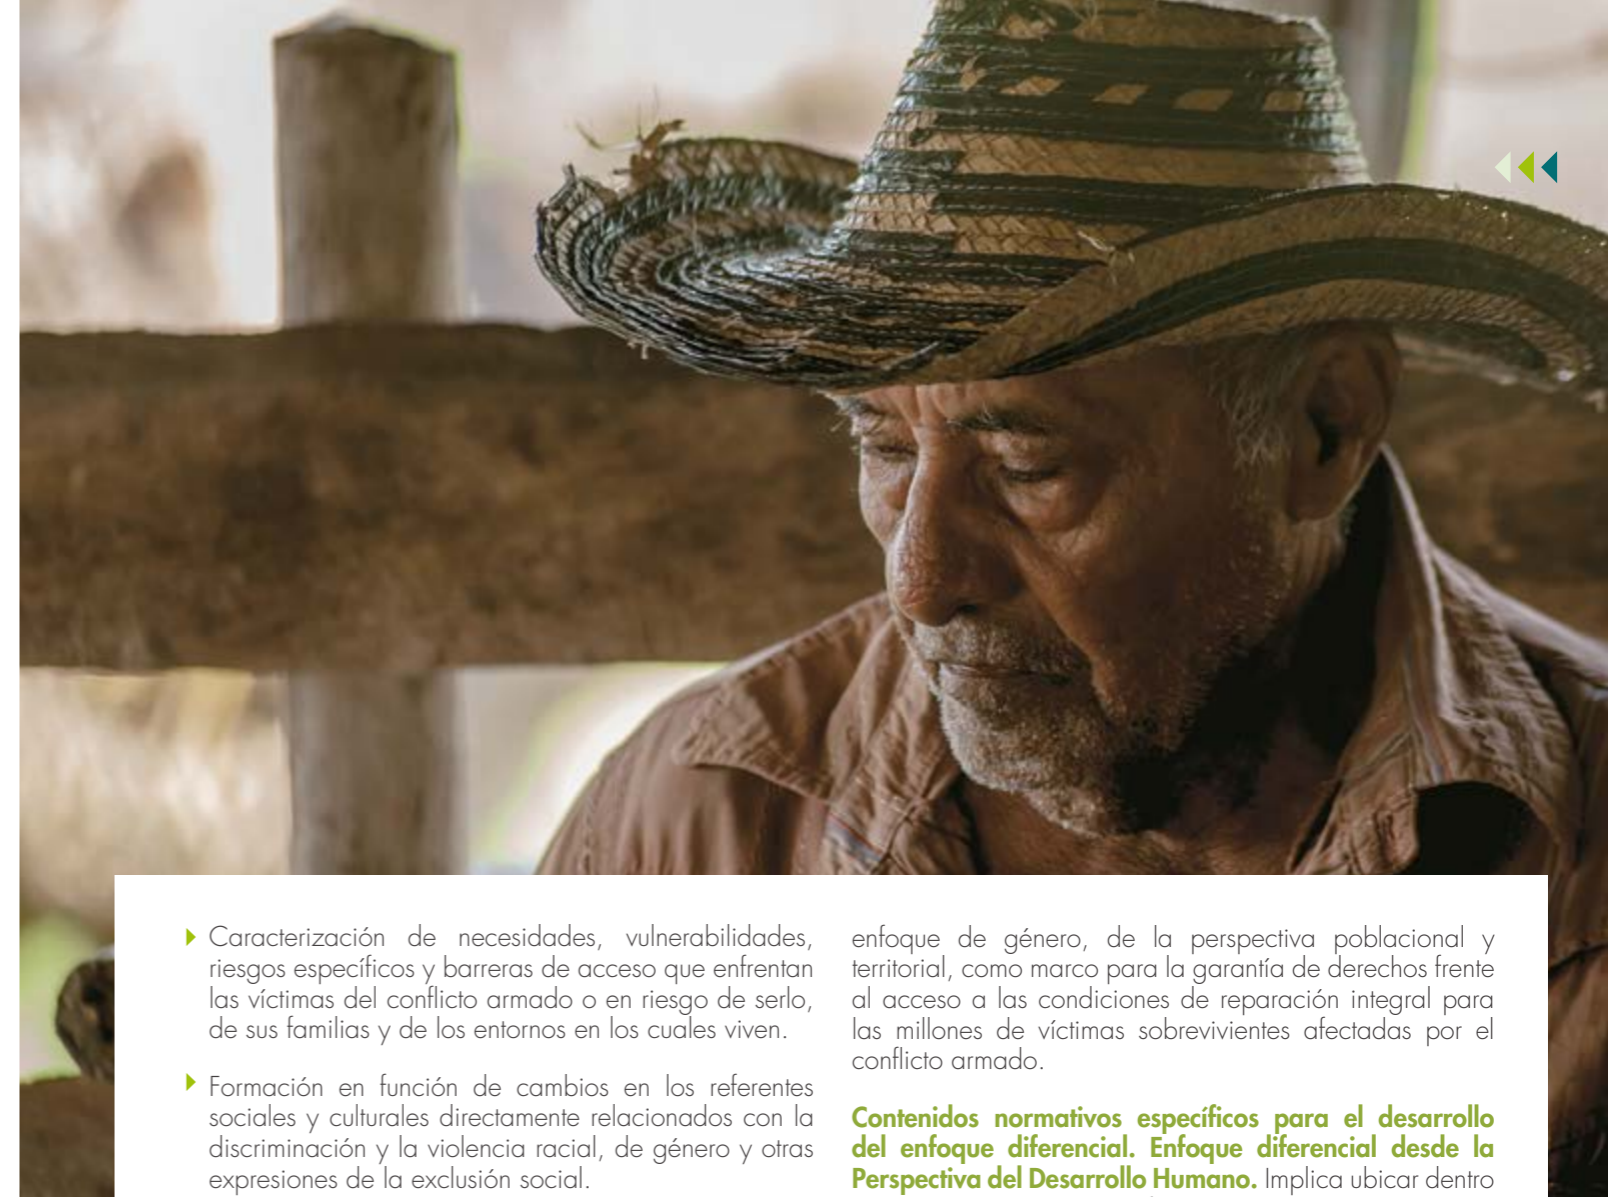 Caracterización de necesidades, vulnerabilidades,
riesgos específicos y barreras de acceso que enfrentan
las víctimas del conflicto armado o en riesgo de serlo,
de sus familias y de los entornos en los cuales viven.
Formación en función de cambios en los referentes
sociales y culturales directamente relacionados con la
discriminación y la violencia racial, de género y otras
expresiones de la exclusión social.
enfoque de género, de la perspectiva poblacional y
territorial, como marco para la garantía de derechos frente
al acceso a las condiciones de reparación integral para
las millones de víctimas sobrevivientes afectadas por el
conflicto armado.
Contenidos normativos específicos para el desarrollo
del enfoque diferencial. Enfoque diferencial desde la
Perspectiva del Desarrollo Humano. Implica ubicar dentro